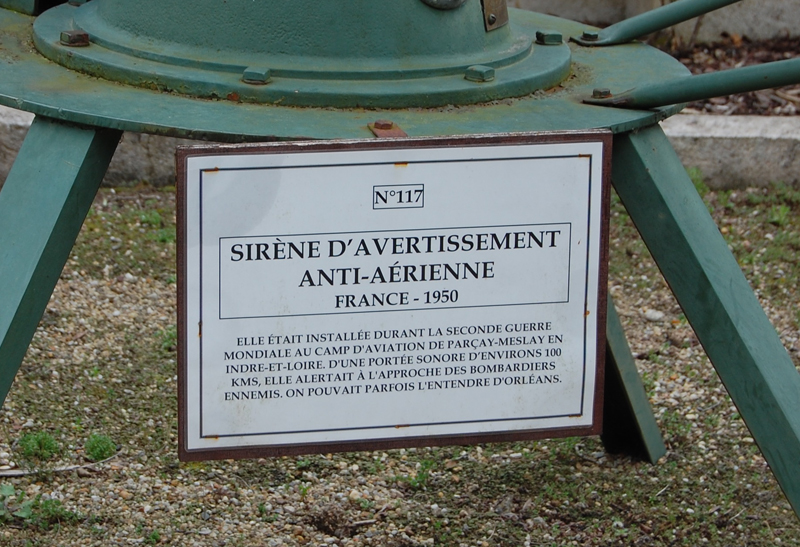 N°117
SIRÈNE D'AVERTISSEMENT
ANTI-AÉRIENNE
FRANCE - 1950
ELLE ÉTAIT INSTALLÉE DURANT LA SECONDE GUERRE
MONDIALE AU CAMP D'AVIATION DE PARÇAY-MESLAY EN
INDRE-ET-LOIRE. D'UNE PORTÉE SONORE D'ENVIRONS 100
KMS, ELLE ALERTAIT À L'APPROCHE DES BOMBARDIERS
ENNEMIS. ON POUVAIT PARFOIS L'ENTENDRE D'ORLÉANS.